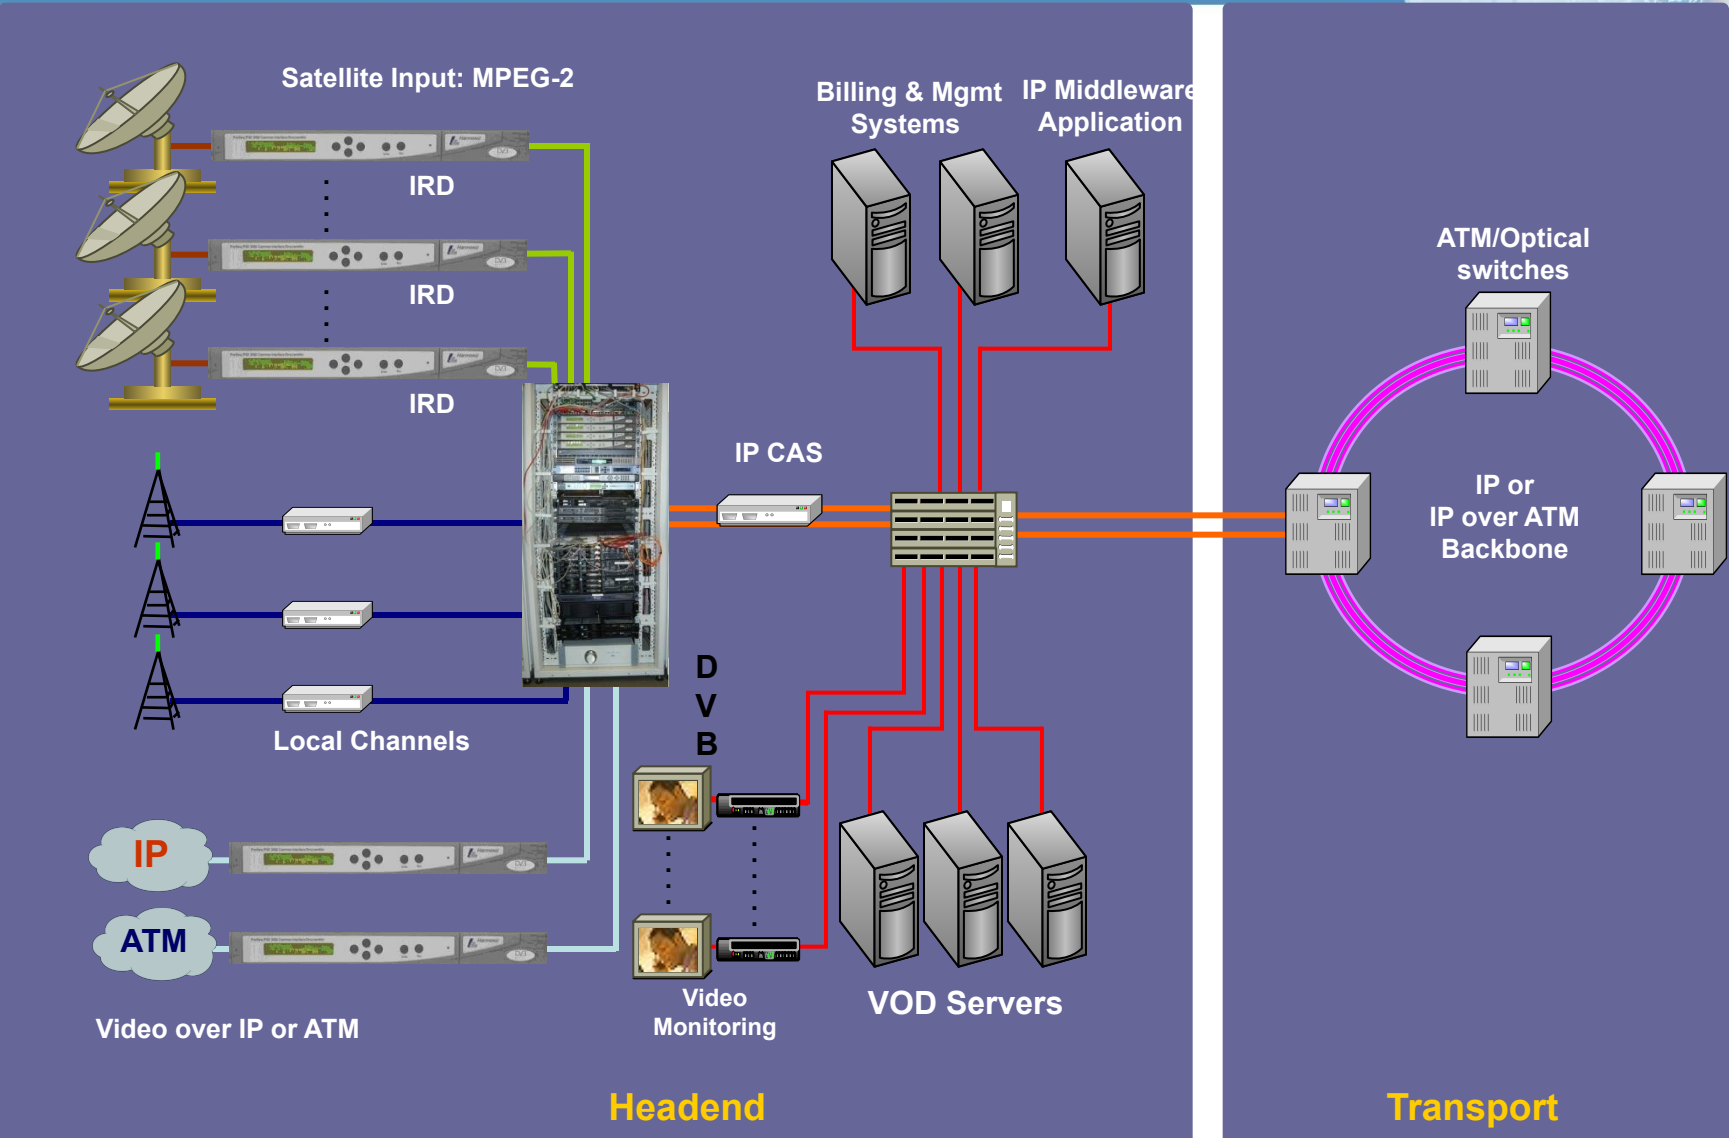 Satellite Input: MPEG-2
IRD
IRD
IRD
Local Channels
IP
ATM
Video over IP or ATM
Billing & Mgmt
Systems
IP Middleware
Application
IP CAS
D
V
B
Video
Monitoring
VOD Servers
Headend
ATM/Optical
switches
IP or
IP over ATM
Backbone
Transport